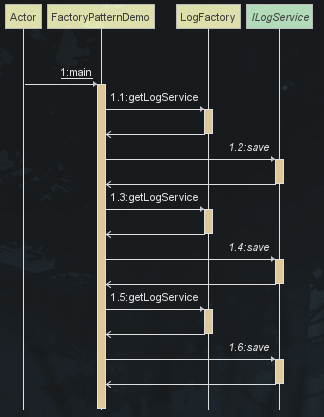 Actor
FactoryPatternDemo
LogFactory
ILogService
1:main
1.1:getLogService
1.2:save
1.3:getLogService
1.4:save
1.5:getLogService
1.6:save